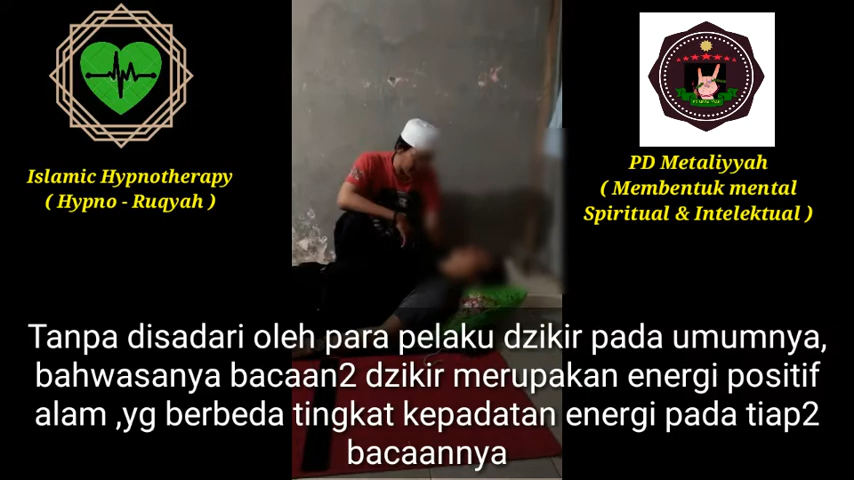 Islamic Hypnotherapy
( Hypno - Ruqyah )
PD Metaliyyah
( Membentuk mental
Spiritual & Intelektual )
Tanpa disadari oleh para pelaku dzikir pada umumnya,
bahwasanya bacaan2 dzikir merupakan energi positif
alam ,yg berbeda tingkat kepadatan energi pada tiap2
bacaannya